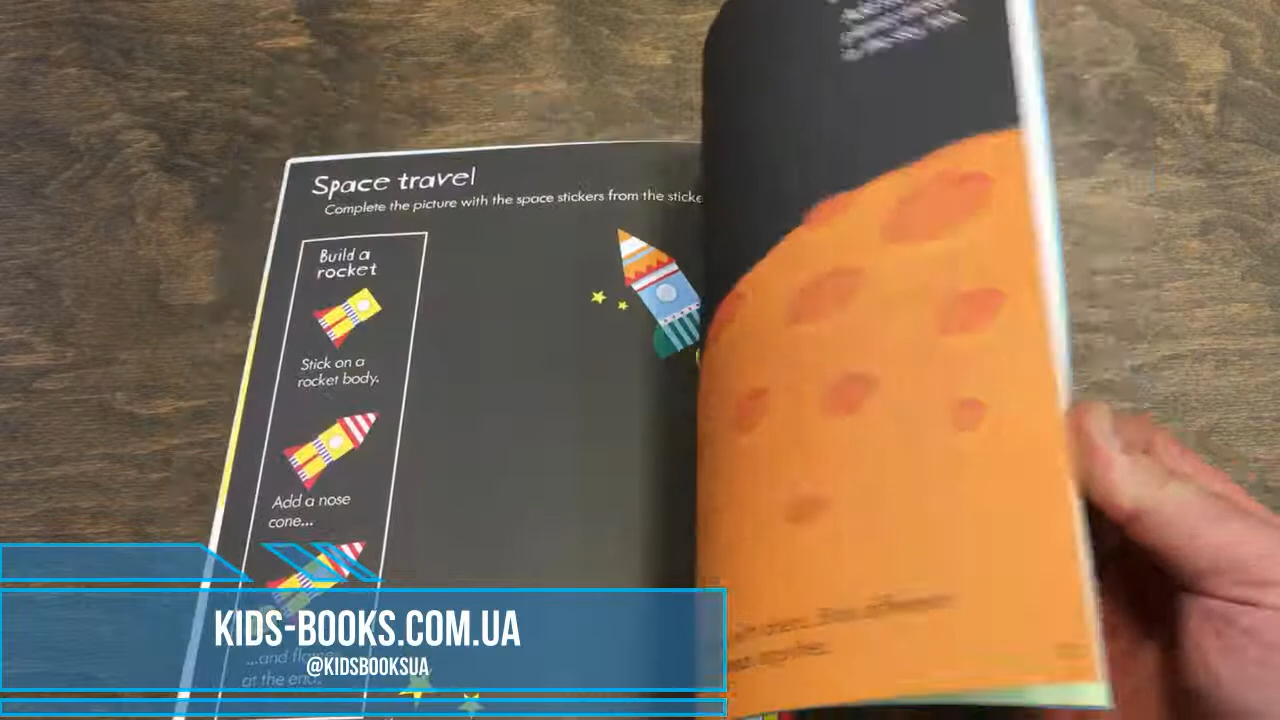 Space travel
Complete the picture with the space stickers from the sticke
Build a
rocket
Stick on a
rocket body.
Add a nose
cone...
...and flames
at the end.
KIDS-BOOKS.COM.UA
@KIDSBOOKSUA